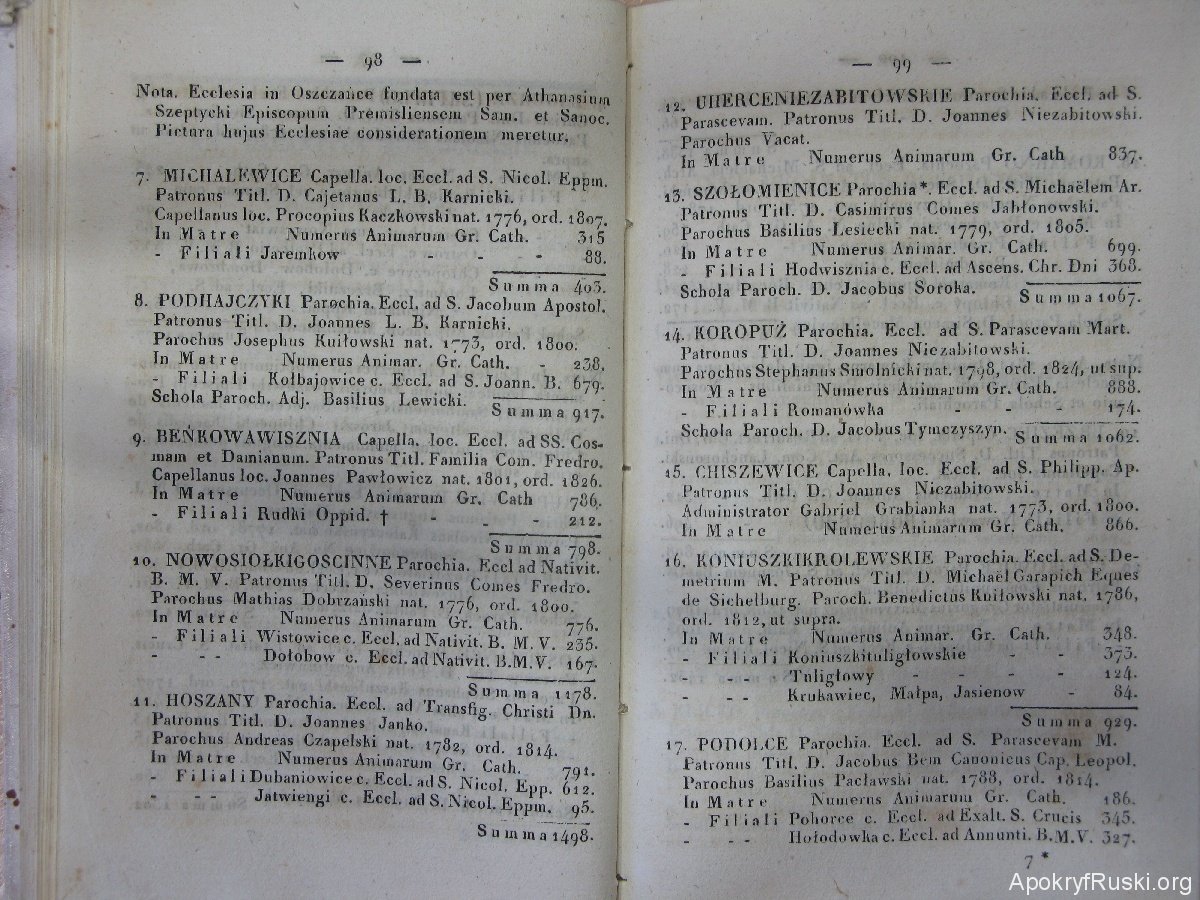 — 98 —
Nota. Ecclesia in Oszczańce fundata est per Athanasium
Szeptycki Episcopum Premisliensem Sam. et Sanoc.
Pictura hujus Ecclesiae considerationem meretur.
7. MICHALEWICE Capella. loc. Eccl. ad S. Nicol. Eppm.
Patronus Titl. D. Cajetanus L. B. Karnicki.
Capellanus loc. Procopius Kaczkowski nat. 1776, ord. 1807.
In Matre Numerus Animarum Gr. Cath. 315
- Filiali Jaremkow - - - 88.
Summa 403.
8. PODHAJCZYKI Parochia. Eccl. ad S. Jacobum Apostol.
Patronus Titl. D. Joannes L. B. Karnicki.
Parochus Josephus Kuiłowski nat. 1773, ord. 1800.
In Matre Numerus Animar. Gr. Cath. - 238.
- Filiali Kołbajowice c. Eccl. ad S. Joann. B. 679.
Schola Paroch. Adj. Basilius Lewicki.
Summa 917.
9. BEŃKOWAWISZNIA Capella. loc. Eccl. ad SS. Cos-
mam et Damianum. Patronus Titl. Familia Com. Fredro.
Capellanus loc. Joannes Pawłowicz nat. 1801, ord. 1826.
In Matre Numerus Animarum Gr. Cath 786.
- Filiali Rudki Oppid. † - - - 212.
Summa 798.
10. NOWOSIOŁKIGOSCINNE Parochia. Eccl ad Nativit.
B. M. V. Patronus Titl. D. Severinus Comes Fredro.
Parochus Mathias Dobrzański nat. 1776, ord. 1800.
In Matre Numerus Animarum Gr. Cath. 776.
- Filiali Wistowice c. Eccl. ad Nativit. B. M. V. 235.
- - - Dołobow c. Eccl. ad Nativit. B.M.V. 167.
Summa 1178.
11. HOSZANY Parochia. Eccl. ad Transfig. Christi Dn.
Patronus Titl. D. Joannes Janko.
Parochus Andreas Czapelski nat. 1782, ord. 1814.
In Matre Numerus Animarum Gr. Cath. 791.
- Filiali Dubaniowice c. Eccl. ad S. Nicol. Epp. 612.
- - - Jatwiengi c. Eccl. ad S. Nicol. Eppm. 95.
Summa 1498.
— 99 —
12. UHERCENIEZABITOWSKIE Parochia. Eccl. ad S.
Parascevam. Patronus Titl. D. Joannes Niezabitowski.
Parochus Vacat.
In Matre Numerus Animarum Gr. Cath 837.
13. SZOŁOMIENICE Parochia*. Eccl. ad S. Michaëlem Ar.
Patronus Titl. D. Casimirus Comes Jabłonowski.
Parochus Basilius Lesiecki nat. 1779, ord. 1805.
In Matre Numerus Animar. Gr. Cath. 699.
- Filiali Hodwisznia c. Eccl. ad Ascens. Chr. Dni 368.
Schola Paroch. D. Jacobus Soroka.
Summa 1067.
14. KOROPUŻ Parochia. Eccl. ad S. Parascevam Mart.
Patronus Titl. D. Joannes Niezabitowski.
Parochus Stephanus Smolnicki nat. 1798, ord. 1824, ut sup.
In Matre Numerus Animarum Gr. Cath. 888.
- Filiali Romanówka - - - 174.
Schola Paroch. D. Jacobus Tymczyszyn.
Summa 1062.
15. CHISZEWICE Capella. loc. Eccl. ad S. Philipp. Ap.
Patronus Titl. D. Joannes Niezabitowski.
Administrator Gabriel Grabianka nat. 1773, ord. 1800.
In Matre Numerus Animarum Gr. Cath. 866.
16. KONIUSZKIKROLEWSKIE Parochia. Eccl. ad S. De-
metrium M. Patronus Titl. D. Michaël Garapich Eques
de Sichelburg. Paroch. Benedictus Kuiłowski nat. 1786,
ord. 1812, ut supra.
In Matre Numerus Animar. Gr. Cath. 348.
- Filiali Koniuszkituligłowskie - - 373.
- - - Tuligłowy - - - - 124.
- - - Krukawiec, Małpa, Jasienow - 84.
Summa 929.
17. PODOLCE Parochia. Eccl. ad S. Parascevam M.
Patronus Titl. D. Jacobus Bem Canonicus Cap. Leopol.
Parochus Basilius Pacławski nat. 1788, ord. 1814.
In Matre Numerus Animarum Gr. Cath. 186.
- Filiali Pohorce c. Eccl. ad Exalt. S. Crucis 345.
- - - Hołodowka c. Eccl. ad Annunti. B.M.V. 327.
7 *
ApokryfRuski.org